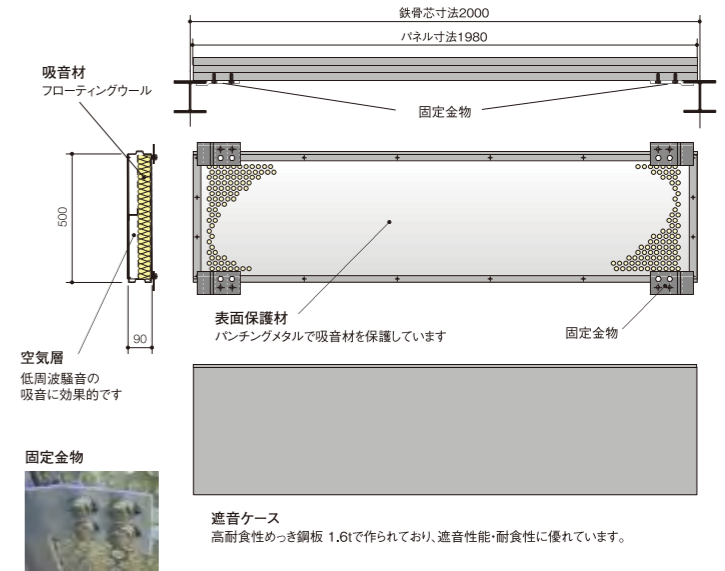 鉄骨芯寸法2000
パネル寸法1980
吸音材
フローティングウール
固定金物
500
90
表面保護材
パンチングメタルで吸音材を保護しています
固定金物
空気層
低周波騒音の
吸音に効果的です
固定金物
遮音ケース
高耐食性めっき鋼板 1.6tで作られており、遮音性能・耐食性に優れています。